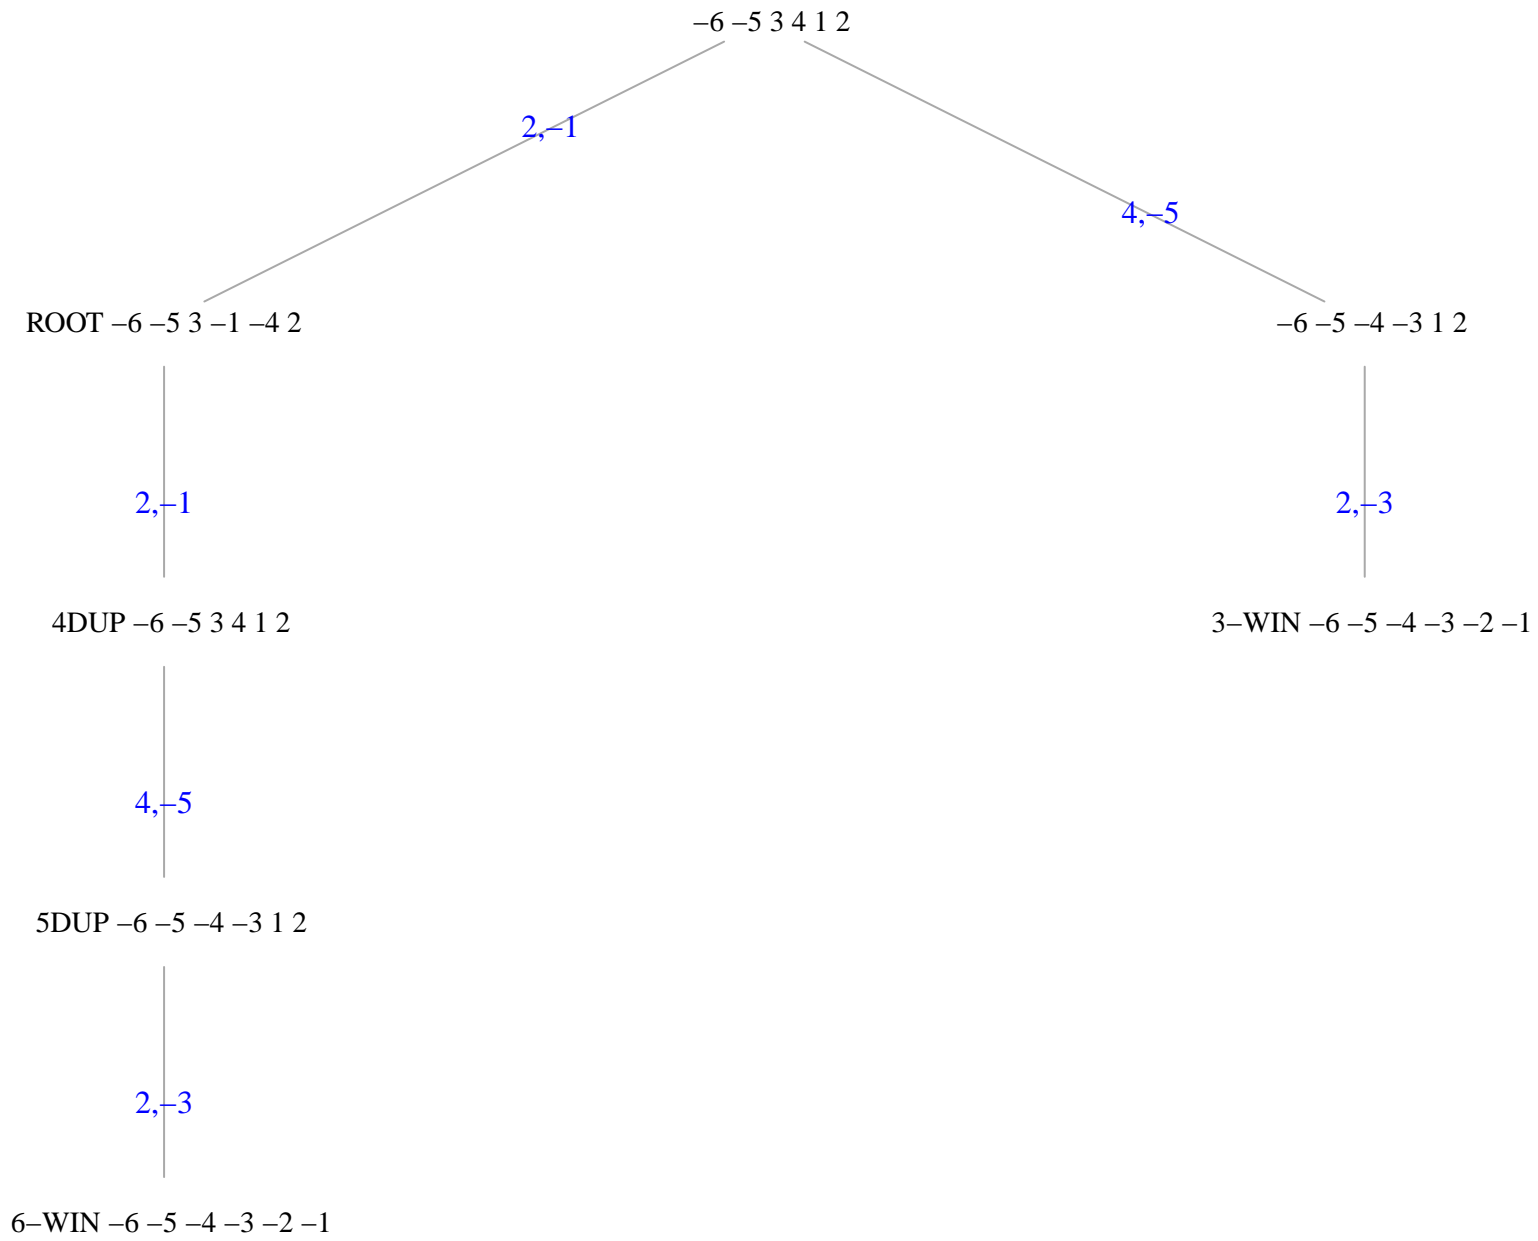 –6 –5 3 4 1 2
2,–1
4,–5
ROOT –6 –5 3 –1 –4 2
–6 –5 –4 –3 1 2
2,–1
2,–3
4DUP –6 –5 3 4 1 2
3–WIN –6 –5 –4 –3 –2 –1
4,–5
5DUP –6 –5 –4 –3 1 2
2,–3
6–WIN –6 –5 –4 –3 –2 –1